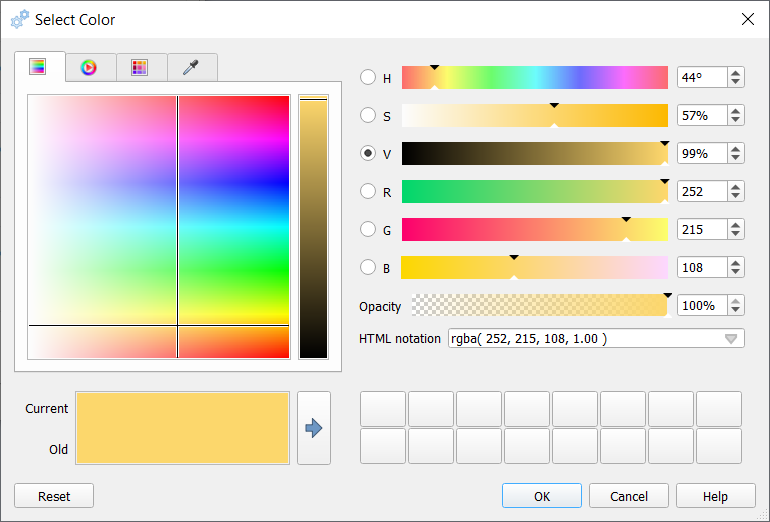 Select Color
H 44°
S 57%
V 99%
R 252
G 215
B 108
Opacity 100%
HTML notation rgba( 252, 215, 108, 1.00 )
Current
Old
Reset OK Cancel Help